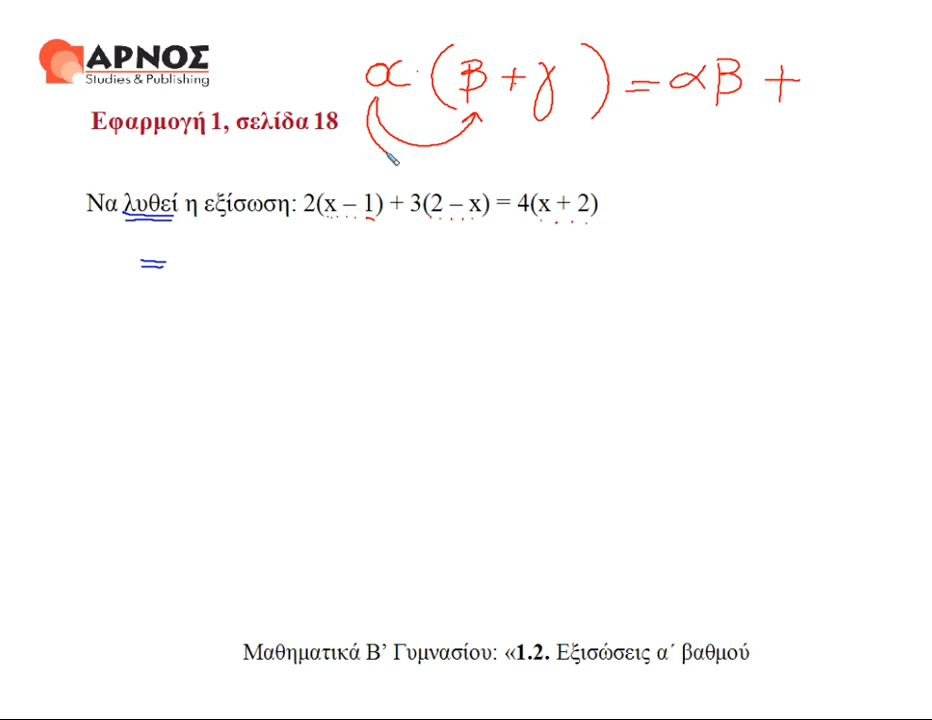 ΑΡΝΟΣ
Studies & Publishing
α · (β + γ) = αβ +
Εφαρμογή 1, σελίδα 18
Να λυθεί η εξίσωση: 2(x – 1) + 3(2 – x) = 4(x + 2)
=
Μαθηματικά Β’ Γυμνασίου: «1.2. Εξισώσεις α΄ βαθμού